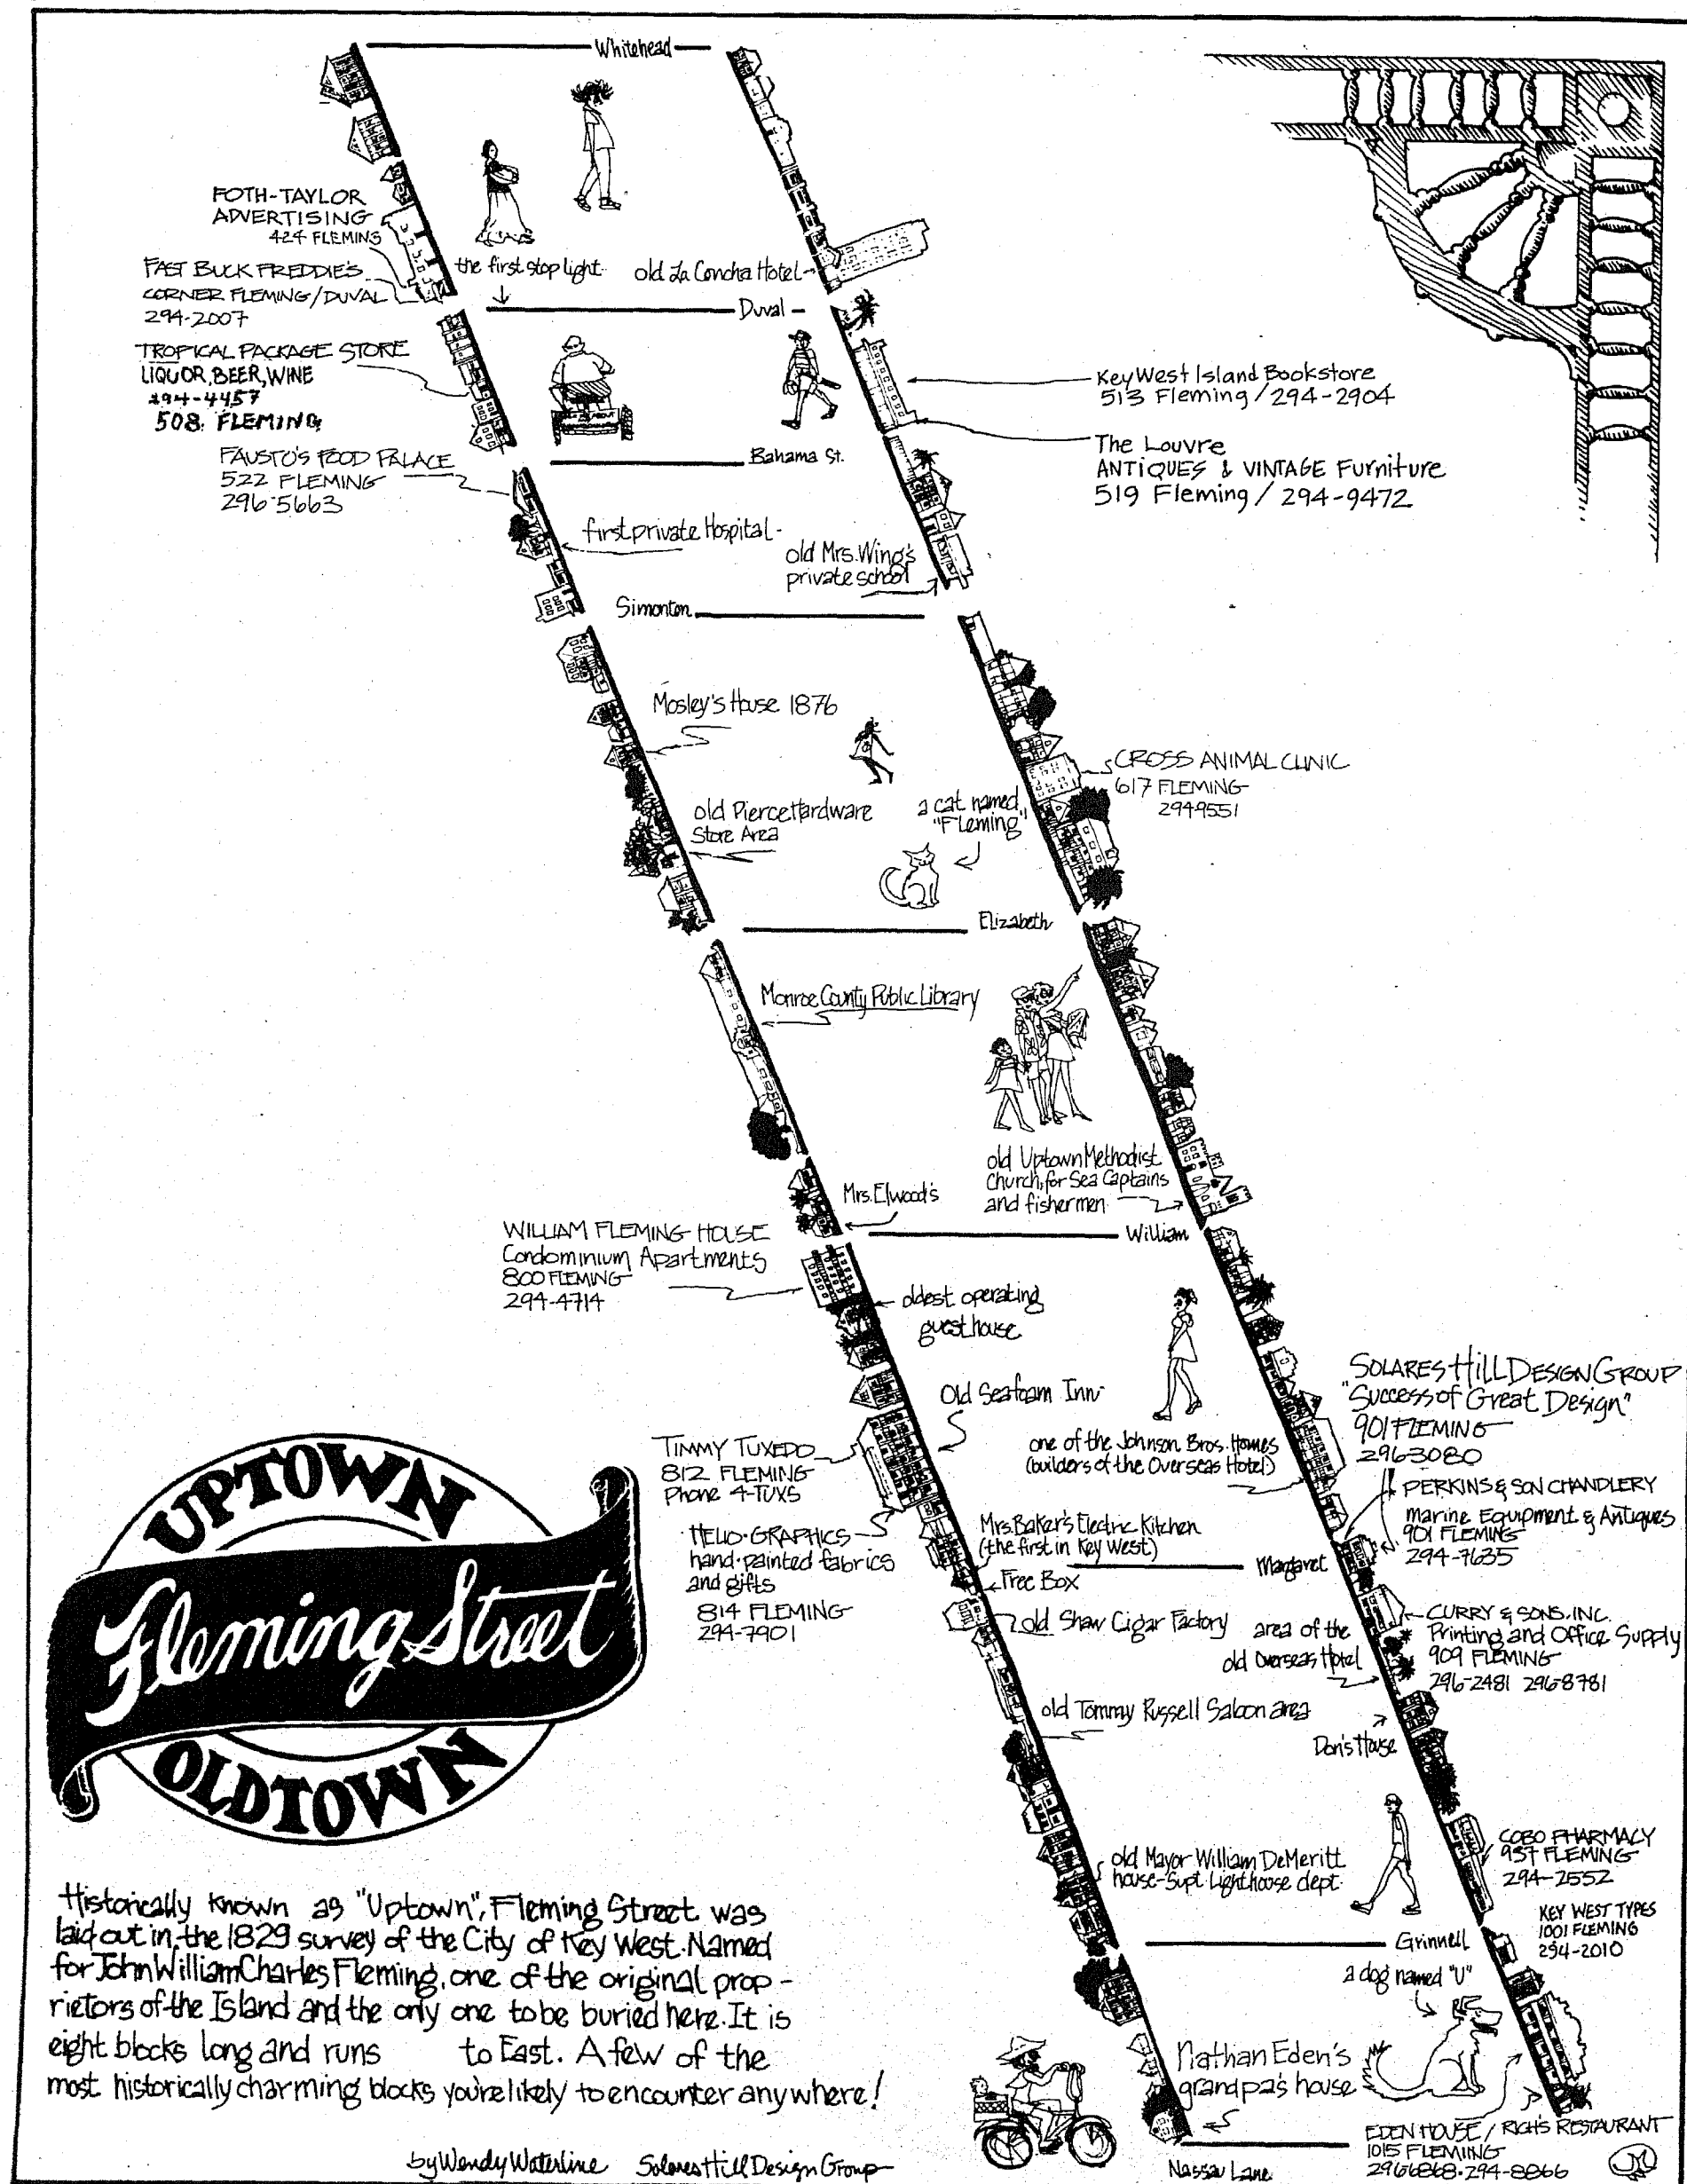 Whitehead
FOTH-TAYLOR
ADVERTISING
424 FLEMING
FAST BUCK FREDDIE'S
CORNER FLEMING/DUVAL
294-2007
the first stop light
old La Concha Hotel
Duval
TROPICAL PACKAGE STORE
LIQUOR, BEER, WINE
294-4457
508 FLEMING
Key West Island Bookstore
513 Fleming / 294-2904
The Louvre
ANTIQUES & VINTAGE Furniture
519 Fleming / 294-9472
Bahama St.
FAUSTO'S FOOD PALACE
522 FLEMING
296-5663
first private Hospital
old Mrs. Wing's
private school
Simonton
Mosley's House 1876
CROSS ANIMAL CLINIC
617 FLEMING
294-9551
old Pierce Hardware
Store Area
a cat named
"Fleming"
Elizabeth
Monroe County Public Library
old Uptown Methodist
Church, for Sea Captains
and fishermen
Mrs. Elwood's
William
WILLIAM FLEMING HOUSE
Condominium Apartments
800 FLEMING
294-4714
oldest operating
guest house
Old Seafoam Inn
SOLARES HILL DESIGN GROUP
"Success of Great Design"
901 FLEMING
296-3080
one of the Johnson Bros. Homes
(builders of the Overseas Hotel)
TIMMY TUXEDO
812 FLEMING
Phone 4-TUXS
PERKINS & SON CHANDLERY
marine Equipment & Antiques
901 FLEMING
294-7635
HELIO-GRAPHICS
hand-painted fabrics
and gifts
814 FLEMING
294-7901
Mrs. Baker's Electric Kitchen
(the first in Key West)
Margaret
Free Box
old Shaw Cigar Factory
area of the
old Overseas Hotel
CURRY & SONS, INC.
Printing and Office Supply
909 FLEMING
296-2481 296-8781
old Tommy Russell Saloon area
Don's House
UPTOWN
Fleming Street
OLDTOWN
old Mayor William DeMeritt
house-Supt. Lighthouse dept.
COBO PHARMACY
937 FLEMING
294-2552
KEY WEST TYPES
1001 FLEMING
294-2010
Grinnell
a dog named "U"
Historically known as "Uptown", Fleming Street was
laid out in the 1829 survey of the City of Key West. Named
for John William Charles Fleming, one of the original prop-
rietors of the Island and the only one to be buried here. It is
eight blocks long and runs to East. A few of the
most historically charming blocks you're likely to encounter anywhere!
Nathan Eden's
grandpa's house
EDEN HOUSE / RICH'S RESTAURANT
1015 FLEMING
296-6868 · 294-8866
Nassau Lane
by Wendy Waterline Solares Hill Design Group